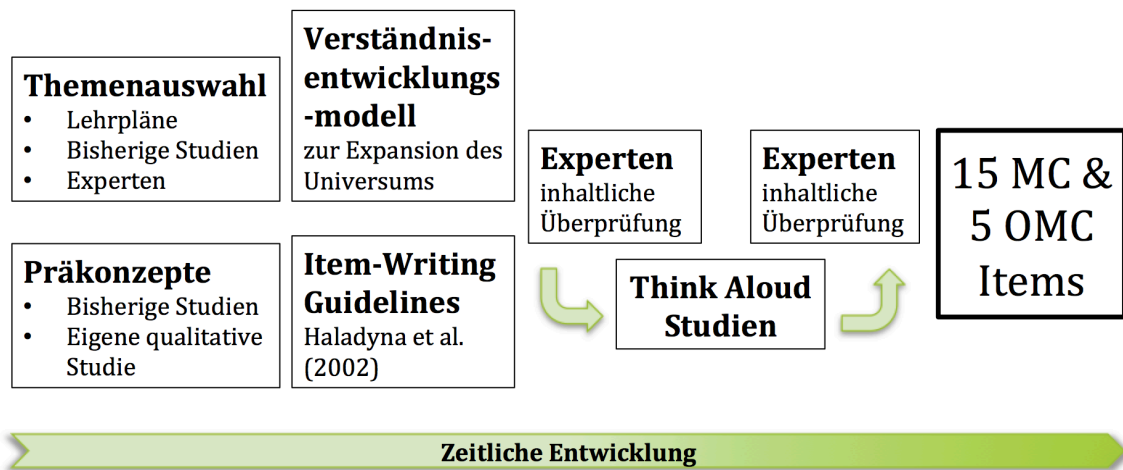 Themenauswahl
• Lehrpläne
• Bisherige Studien
• Experten
Präkonzepte
• Bisherige Studien
• Eigene qualitative
Studie
Verständnis-
entwicklungs
-modell
zur Expansion des
Universums
Item-Writing
Guidelines
Haladyna et al.
(2002)
Experten
inhaltliche
Überprüfung
Think Aloud
Studien
Experten
inhaltliche
Überprüfung
15 MC &
5 OMC
Items
Zeitliche Entwicklung